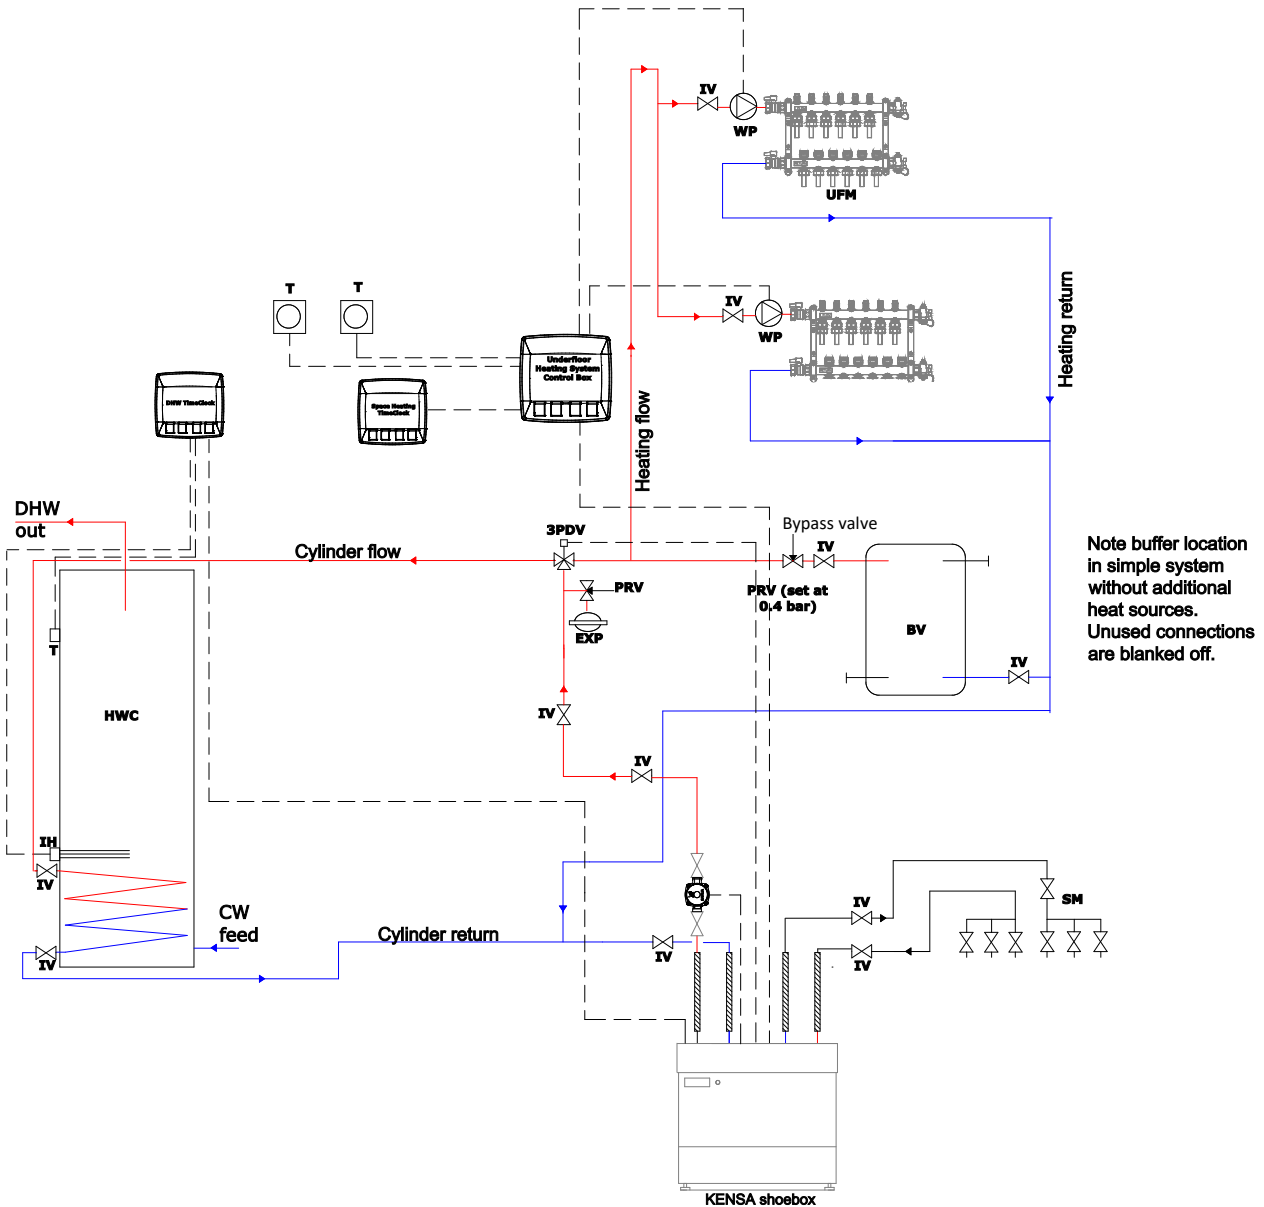 IV
WP
UFM
T
T
IV
WP
Underfloor
Heating System
Control Box
Heating return
DHW TimeClock
Space Heating
TimeClock
Heating flow
DHW
out
3PDV
Bypass valve
IV
Cylinder flow
PRV
PRV (set at
0.4 bar)
EXP
BV
Note buffer location
in simple system
without additional
heat sources.
Unused connections
are blanked off.
T
IV
HWC
IV
IV
IH
IV
CW
feed
IV
SM
Cylinder return
IV
IV
IV
KENSA shoebox